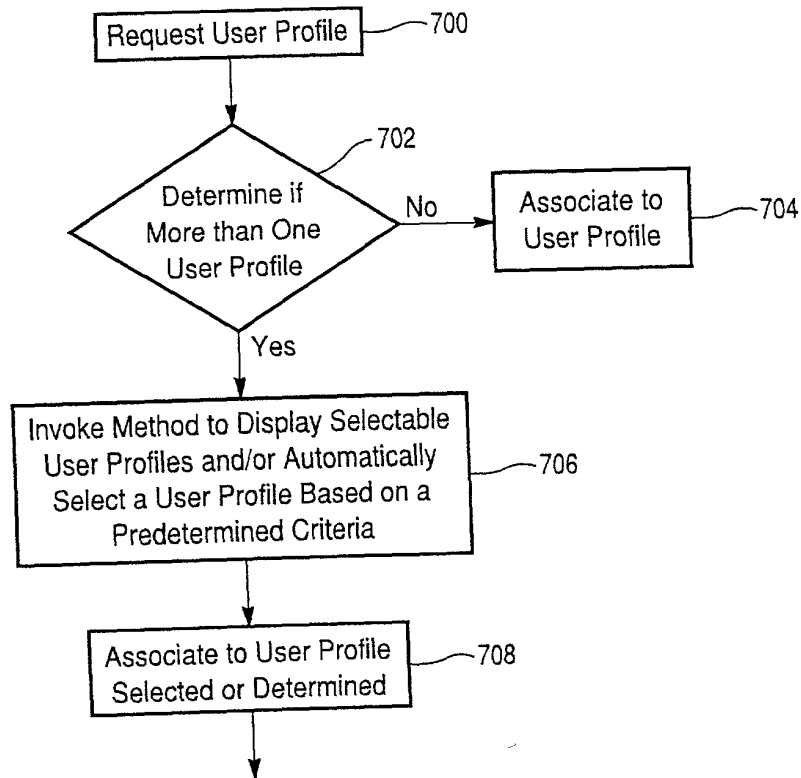 Request User Profile
700
702
Determine if
More than One
User Profile
No
Associate to
User Profile
704
Yes
Invoke Method to Display Selectable
User Profiles and/or Automatically
Select a User Profile Based on a
Predetermined Criteria
706
Associate to User Profile
Selected or Determined
708